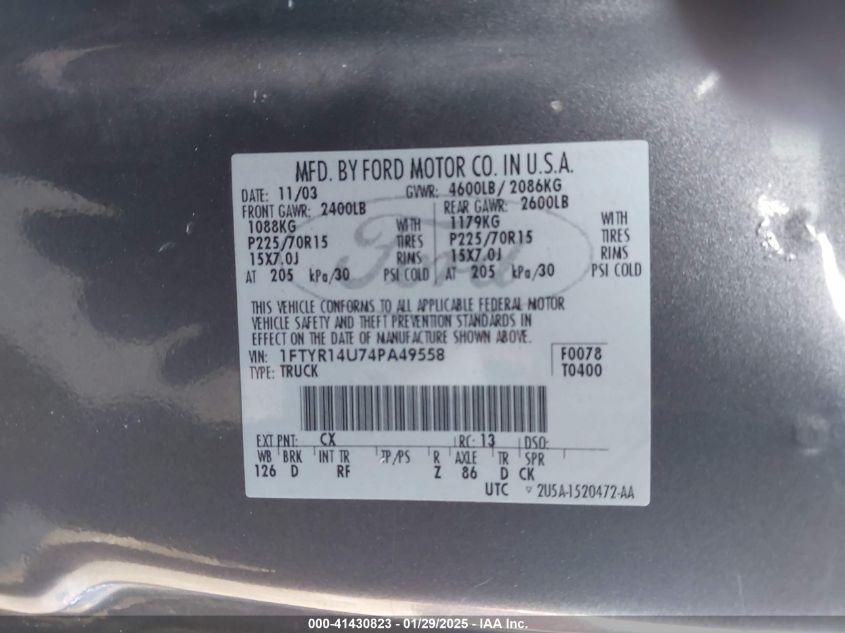 MFD. BY FORD MOTOR CO. IN U.S.A.
DATE: 11/03 GVWR: 4600LB/ 2086KG
FRONT GAWR: 2400LB REAR GAWR: 2600LB
1088KG WITH 1179KG WITH
P225/70R15 TIRES P225/70R15 TIRES
15X7.0J RIMS 15X7.0J RIMS
AT 205 kPa/30 PSI COLD AT 205 kPa/30 PSI COLD
Ford
THIS VEHICLE CONFORMS TO ALL APPLICABLE FEDERAL MOTOR
VEHICLE SAFETY AND THEFT PREVENTION STANDARDS IN
EFFECT ON THE DATE OF MANUFACTURE SHOWN ABOVE.
VIN: 1FTYR14U74PA49558 F0078
TYPE: TRUCK T0400
EXT PNT: CX RC: 13 DSO:
WB BRK INT TR TP/PS R AXLE TR SPR
126 D RF Z 86 D CK
UTC ▽ 2U5A-1520472-AA
000-41430823 - 01/29/2025 - IAA Inc.